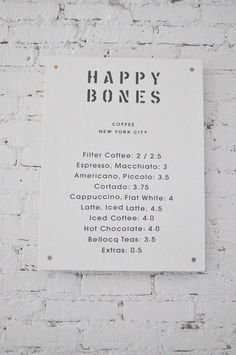 HAPPY
BONES
COFFEE
NEW YORK CITY
Filter Coffee: 2 / 2.5
Espresso, Macchiato: 3
Americano, Piccolo: 3.5
Cortado: 3.75
Cappuccino, Flat White: 4
Latte, Iced Latte: 4.5
Iced Coffee: 4.0
Hot Chocolate: 4.0
Bellocq Teas: 3.5
Extras: 0.5